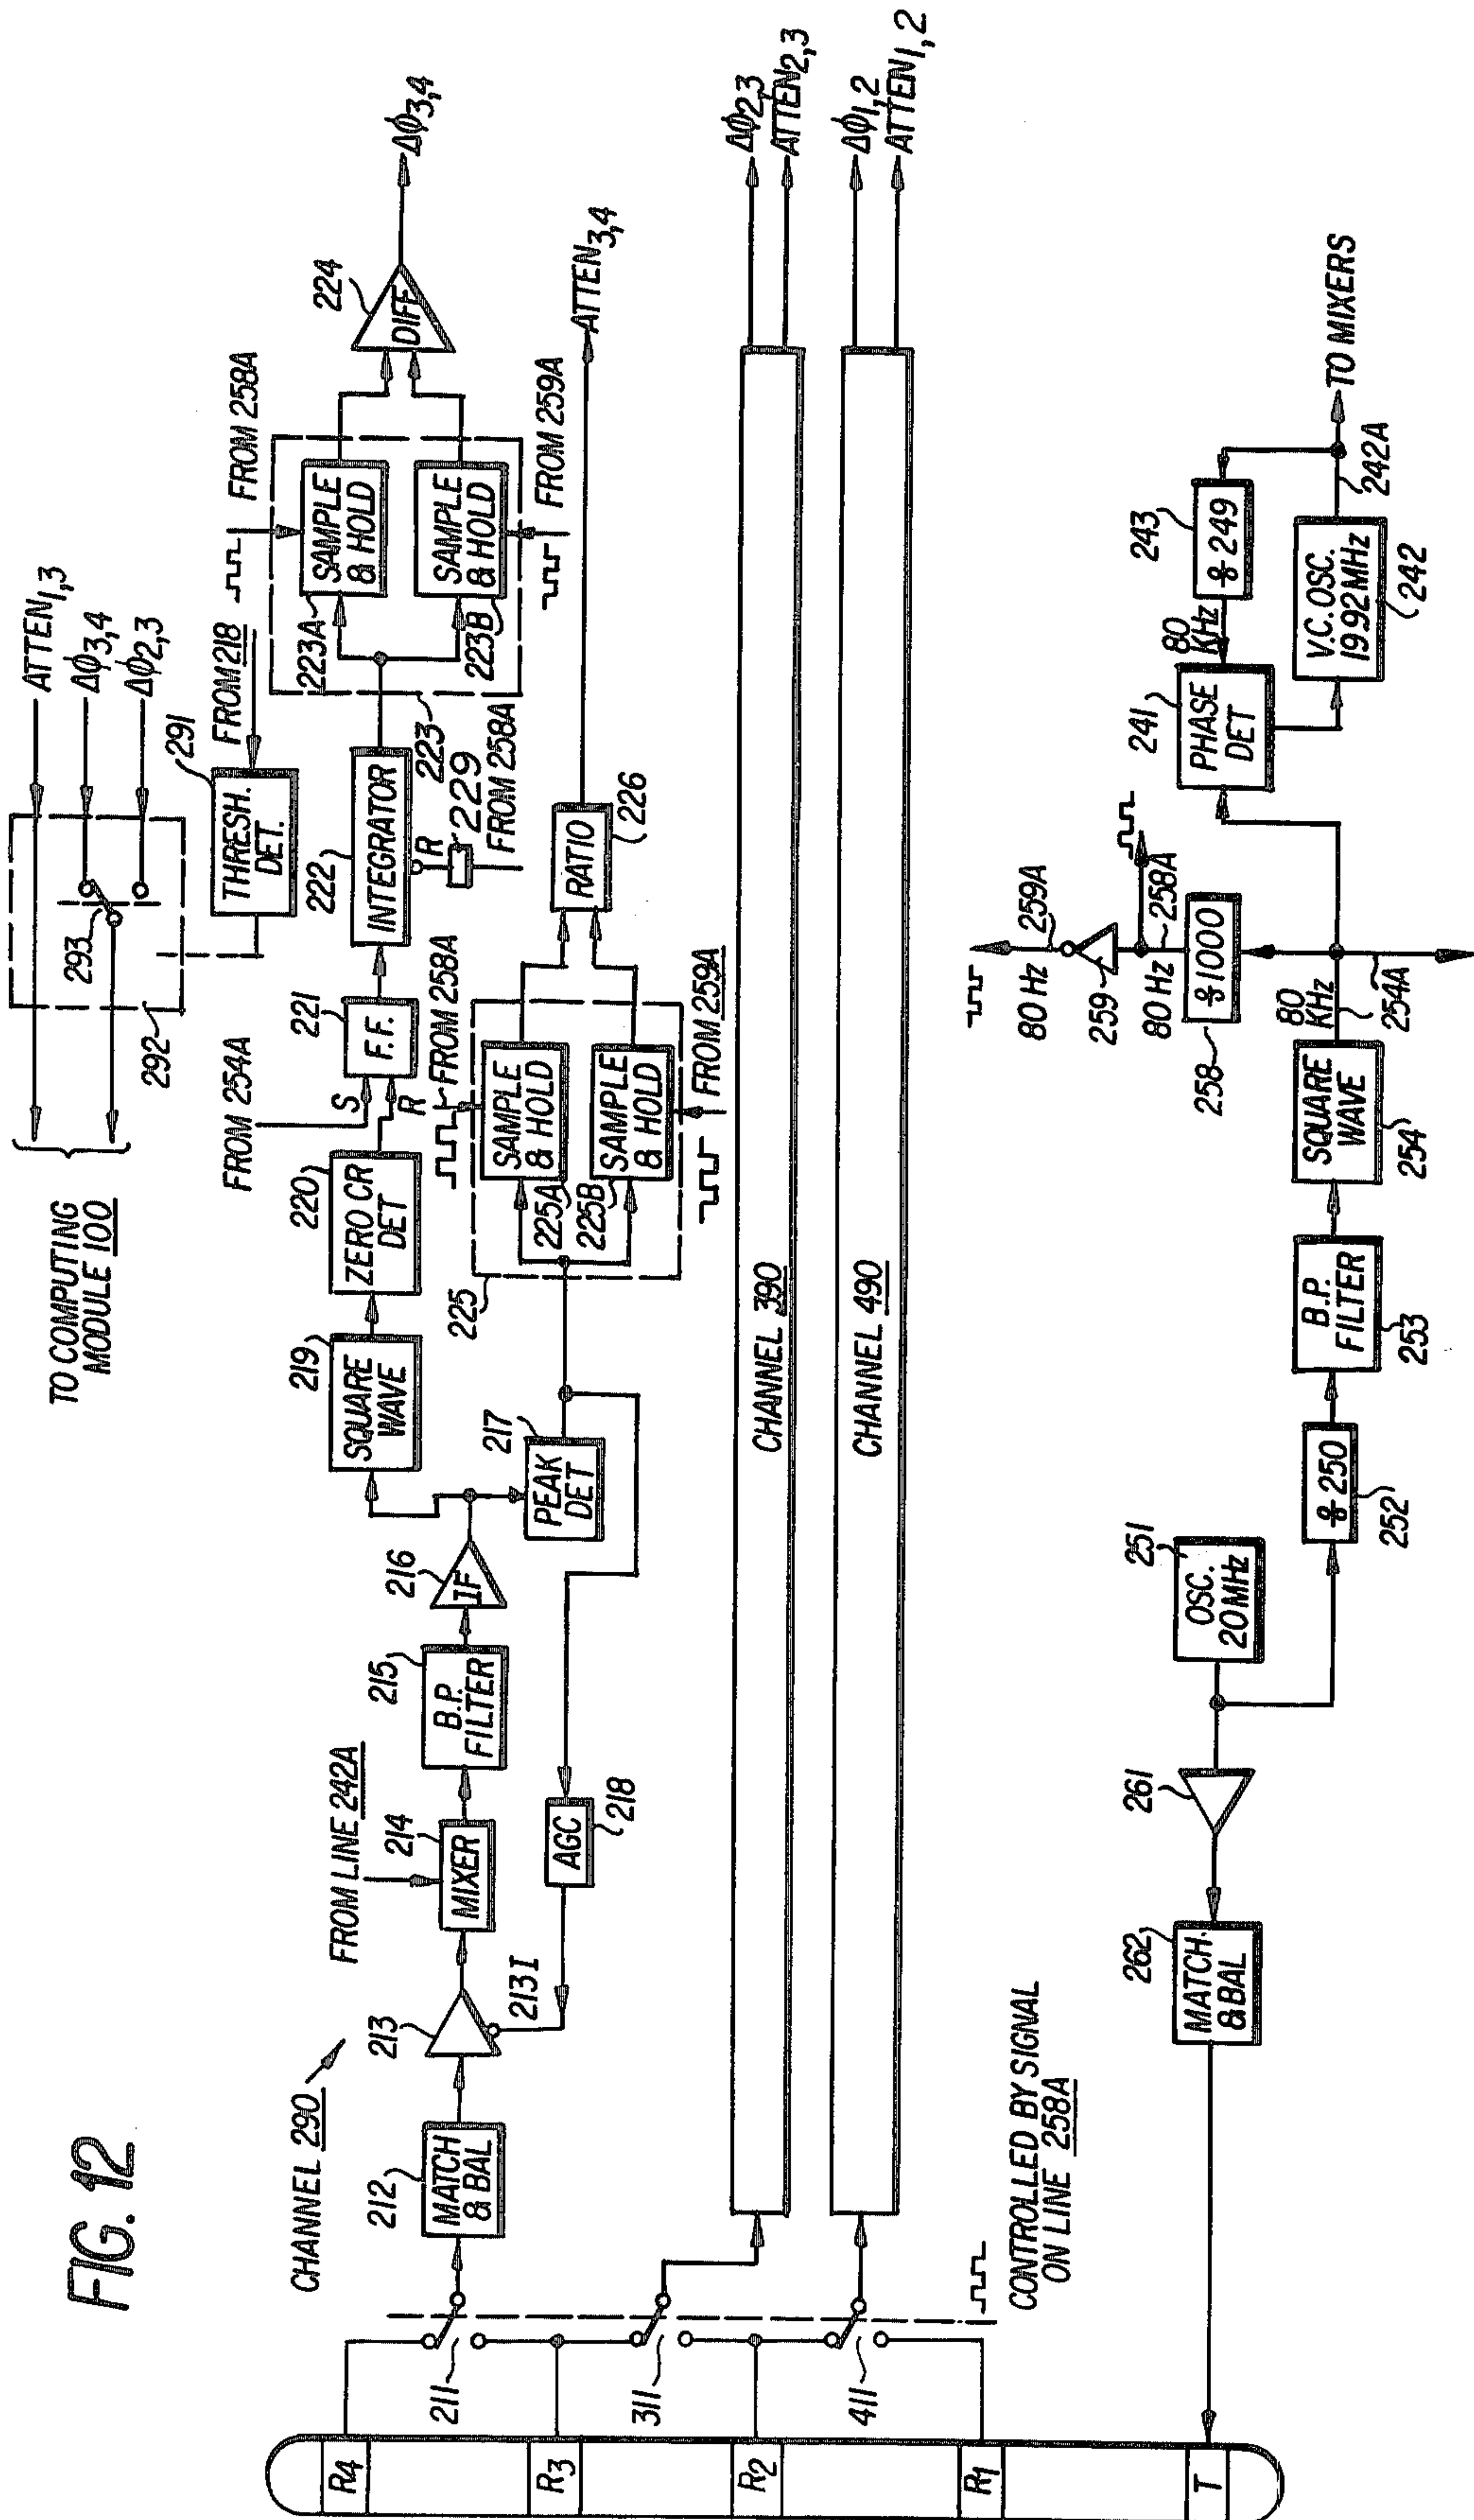 FIG. 12
TO COMPUTING
MODULE 100
ATTEN1,3
Δϕ3,4
Δϕ2,3
293
292
291
THRESH.
DET.
FROM 218
CHANNEL 290
FROM LINE 242A
FROM 254A
S
R
212
MATCH
& BAL
213
213I
214
MIXER
215
B.P.
FILTER
216
IF
217
PEAK
DET
AGC
218
219
SQUARE
WAVE
220
ZERO CR
DET
221
F.F.
222
INTEGRATOR
R
229
FROM 258A
223
FROM 258A
SAMPLE
& HOLD
223A
SAMPLE
& HOLD
223B
FROM 259A
224
DIFF
Δϕ3,4
225
FROM 258A
SAMPLE
& HOLD
225A
SAMPLE
& HOLD
225B
FROM 259A
RATIO
226
ATTEN3,4
R4
R3
R2
R1
T
211
311
411
CHANNEL 390
Δϕ2,3
ATTEN2,3
CHANNEL 490
Δϕ1,2
ATTEN1,2
CONTROLLED BY SIGNAL
ON LINE 258A
262
MATCH.
& BAL
261
251
OSC.
20 MHz
÷ 250
252
B.P.
FILTER
253
SQUARE
WAVE
254
80
KHz
254A
258
÷ 1000
80 Hz
258A
259
80 Hz
259A
241
PHASE
DET
80
KHz
243
÷ 249
V.C. OSC.
19.92 MHz
242
242A
TO MIXERS